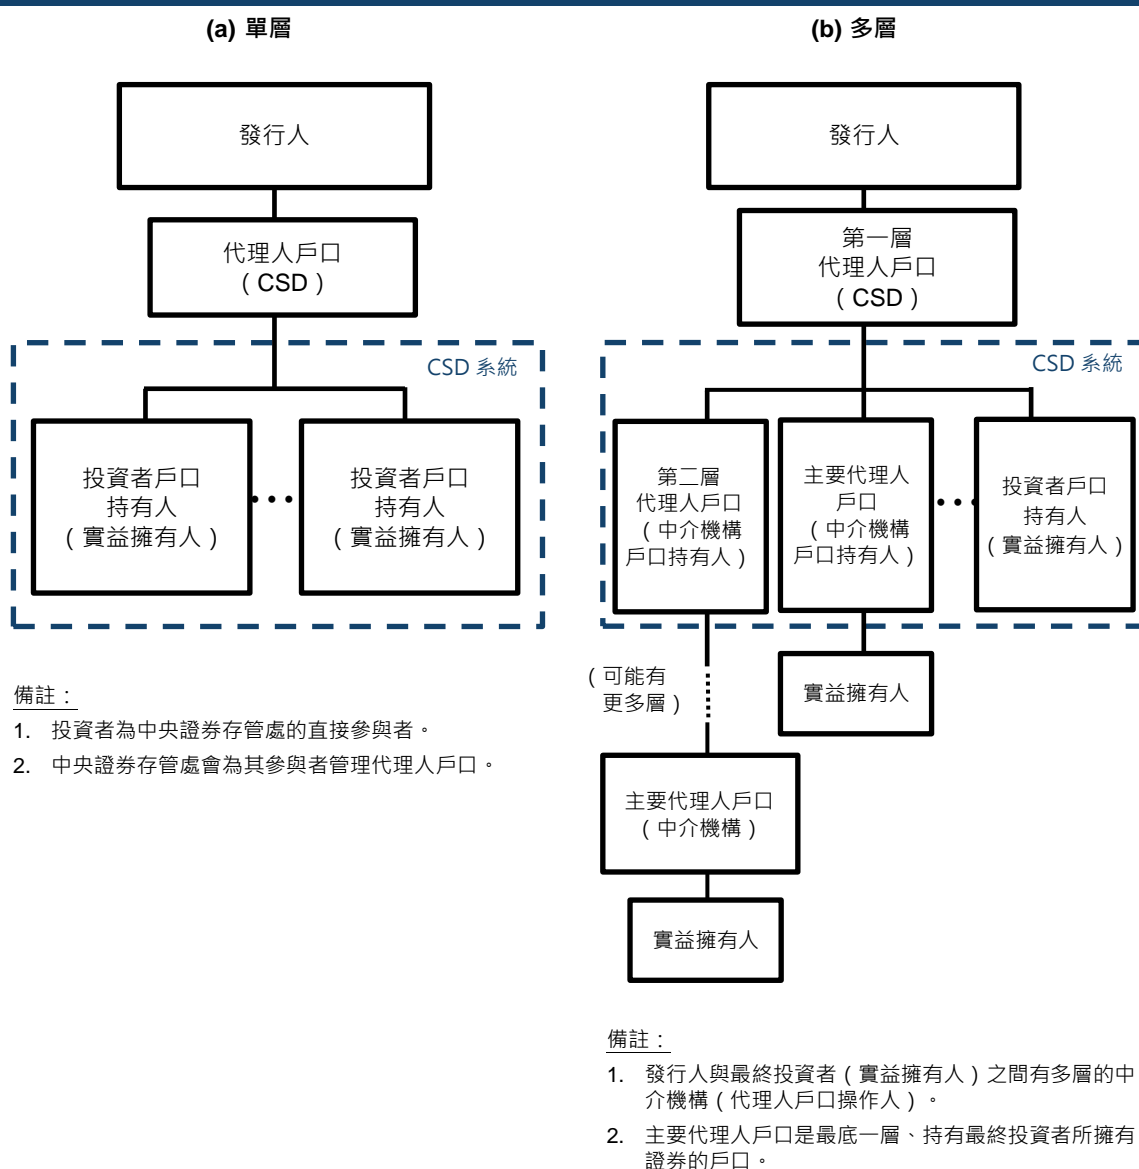 (a) 單層
發行人
代理人戶口
（CSD）
CSD 系統
投資者戶口
持有人
（實益擁有人）
投資者戶口
持有人
（實益擁有人）
備註：
1. 投資者為中央證券存管處的直接參與者。
2. 中央證券存管處會為其參與者管理代理人戶口。
(b) 多層
發行人
第一層
代理人戶口
（CSD）
CSD 系統
第二層
代理人戶口
（中介機構
戶口持有人）
主要代理人
戶口
（中介機構
戶口持有人）
投資者戶口
持有人
（實益擁有人）
（可能有
更多層）
實益擁有人
主要代理人戶口
（中介機構）
實益擁有人
備註：
1. 發行人與最終投資者（實益擁有人）之間有多層的中
介機構（代理人戶口操作人）。
2. 主要代理人戶口是最底一層、持有最終投資者所擁有
證券的戶口。